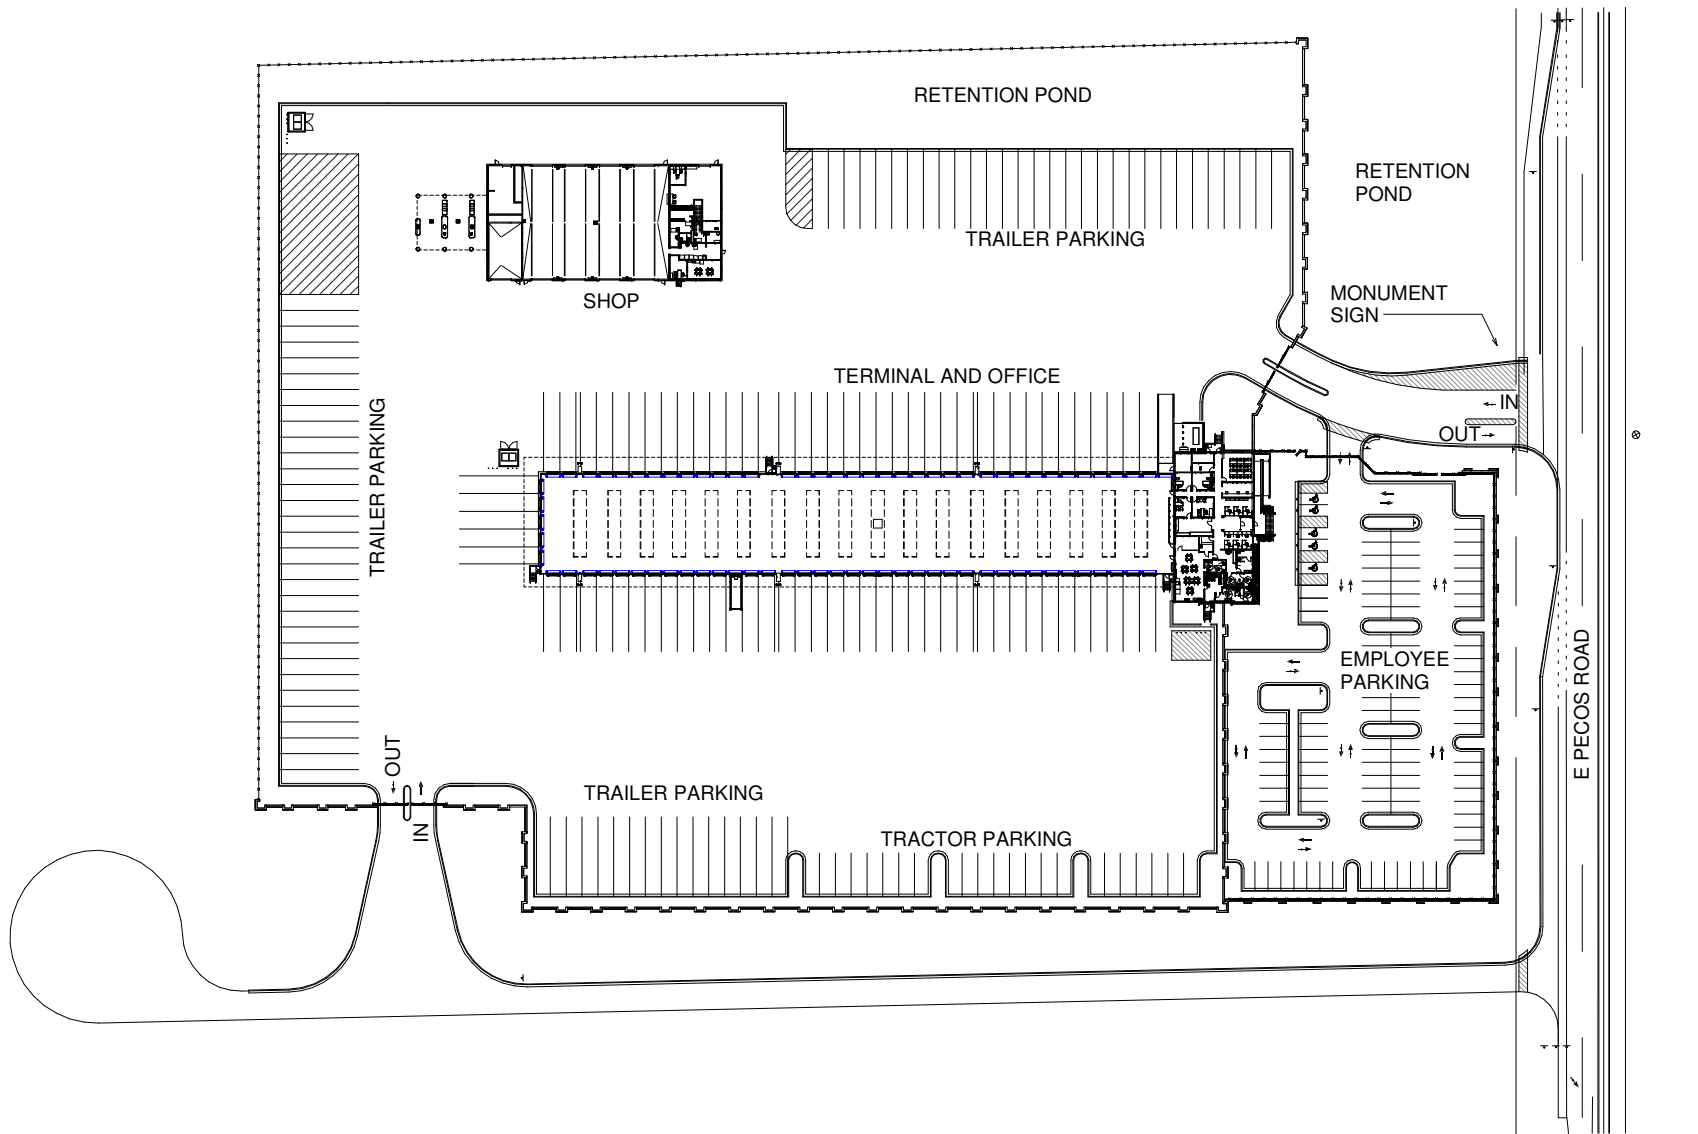 RETENTION POND
RETENTION
POND
TRAILER PARKING
MONUMENT
SIGN
SHOP
TERMINAL AND OFFICE
IN
OUT
TRAILER PARKING
EMPLOYEE
PARKING
E PECOS ROAD
OUT
IN
TRAILER PARKING
TRACTOR PARKING